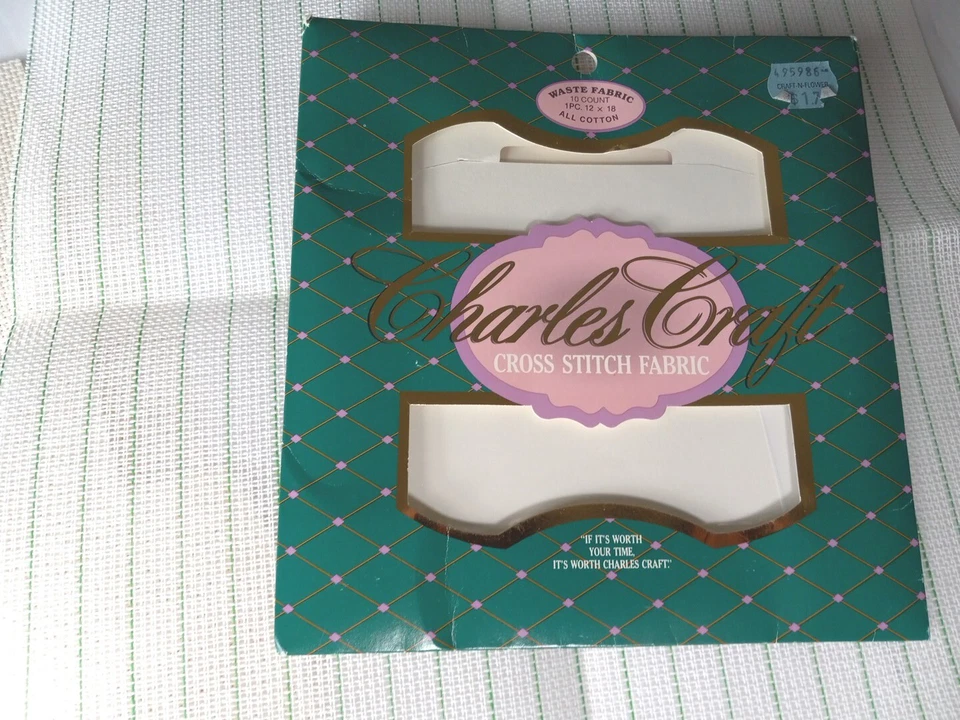 WASTE FABRIC
10 COUNT
1PC. 12 x 18
ALL COTTON
495986
CRAFT-N-FLOWER
Charles Craft
CROSS STITCH FABRIC
"IF IT'S WORTH
YOUR TIME,
IT'S WORTH CHARLES CRAFT."